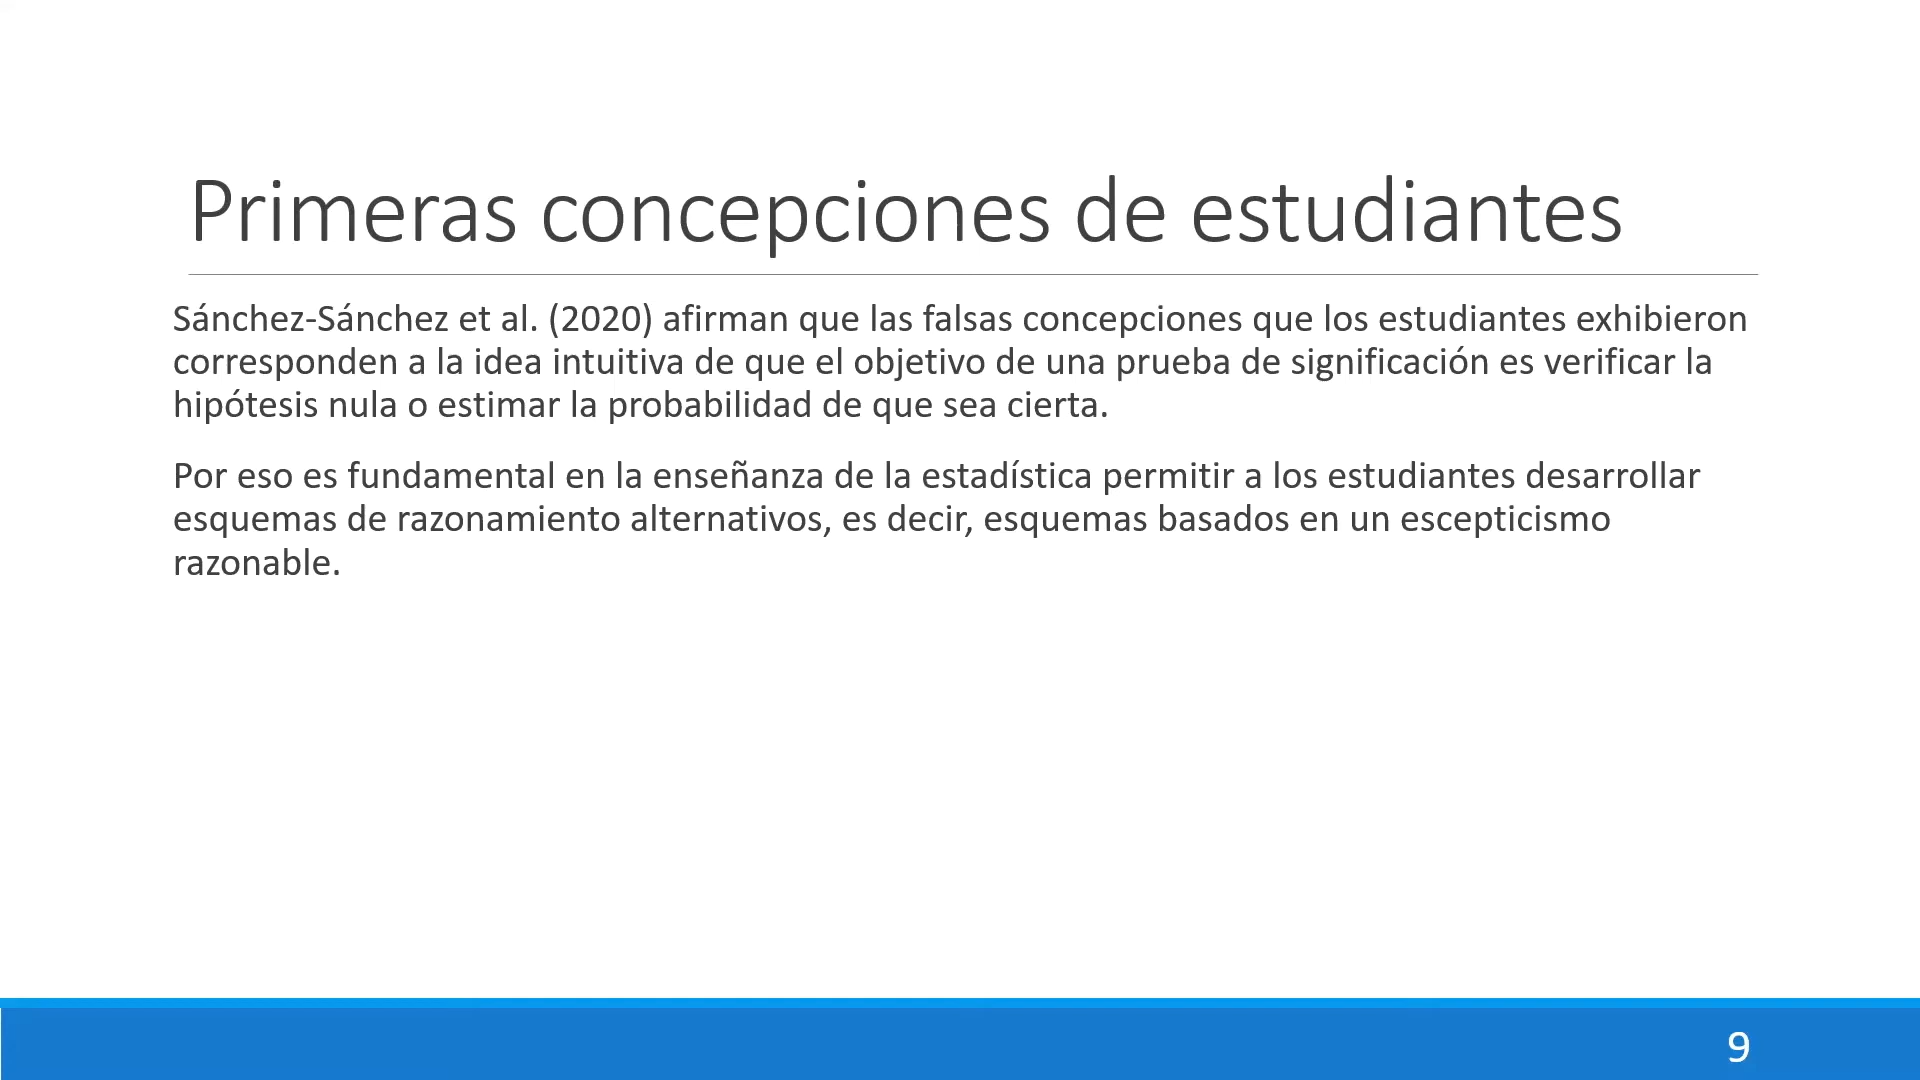 Primeras concepciones de estudiantes
Sánchez-Sánchez et al. (2020) afirman que las falsas concepciones que los estudiantes exhibieron
corresponden a la idea intuitiva de que el objetivo de una prueba de significación es verificar la
hipótesis nula o estimar la probabilidad de que sea cierta.
Por eso es fundamental en la enseñanza de la estadística permitir a los estudiantes desarrollar
esquemas de razonamiento alternativos, es decir, esquemas basados en un escepticismo
razonable.
9